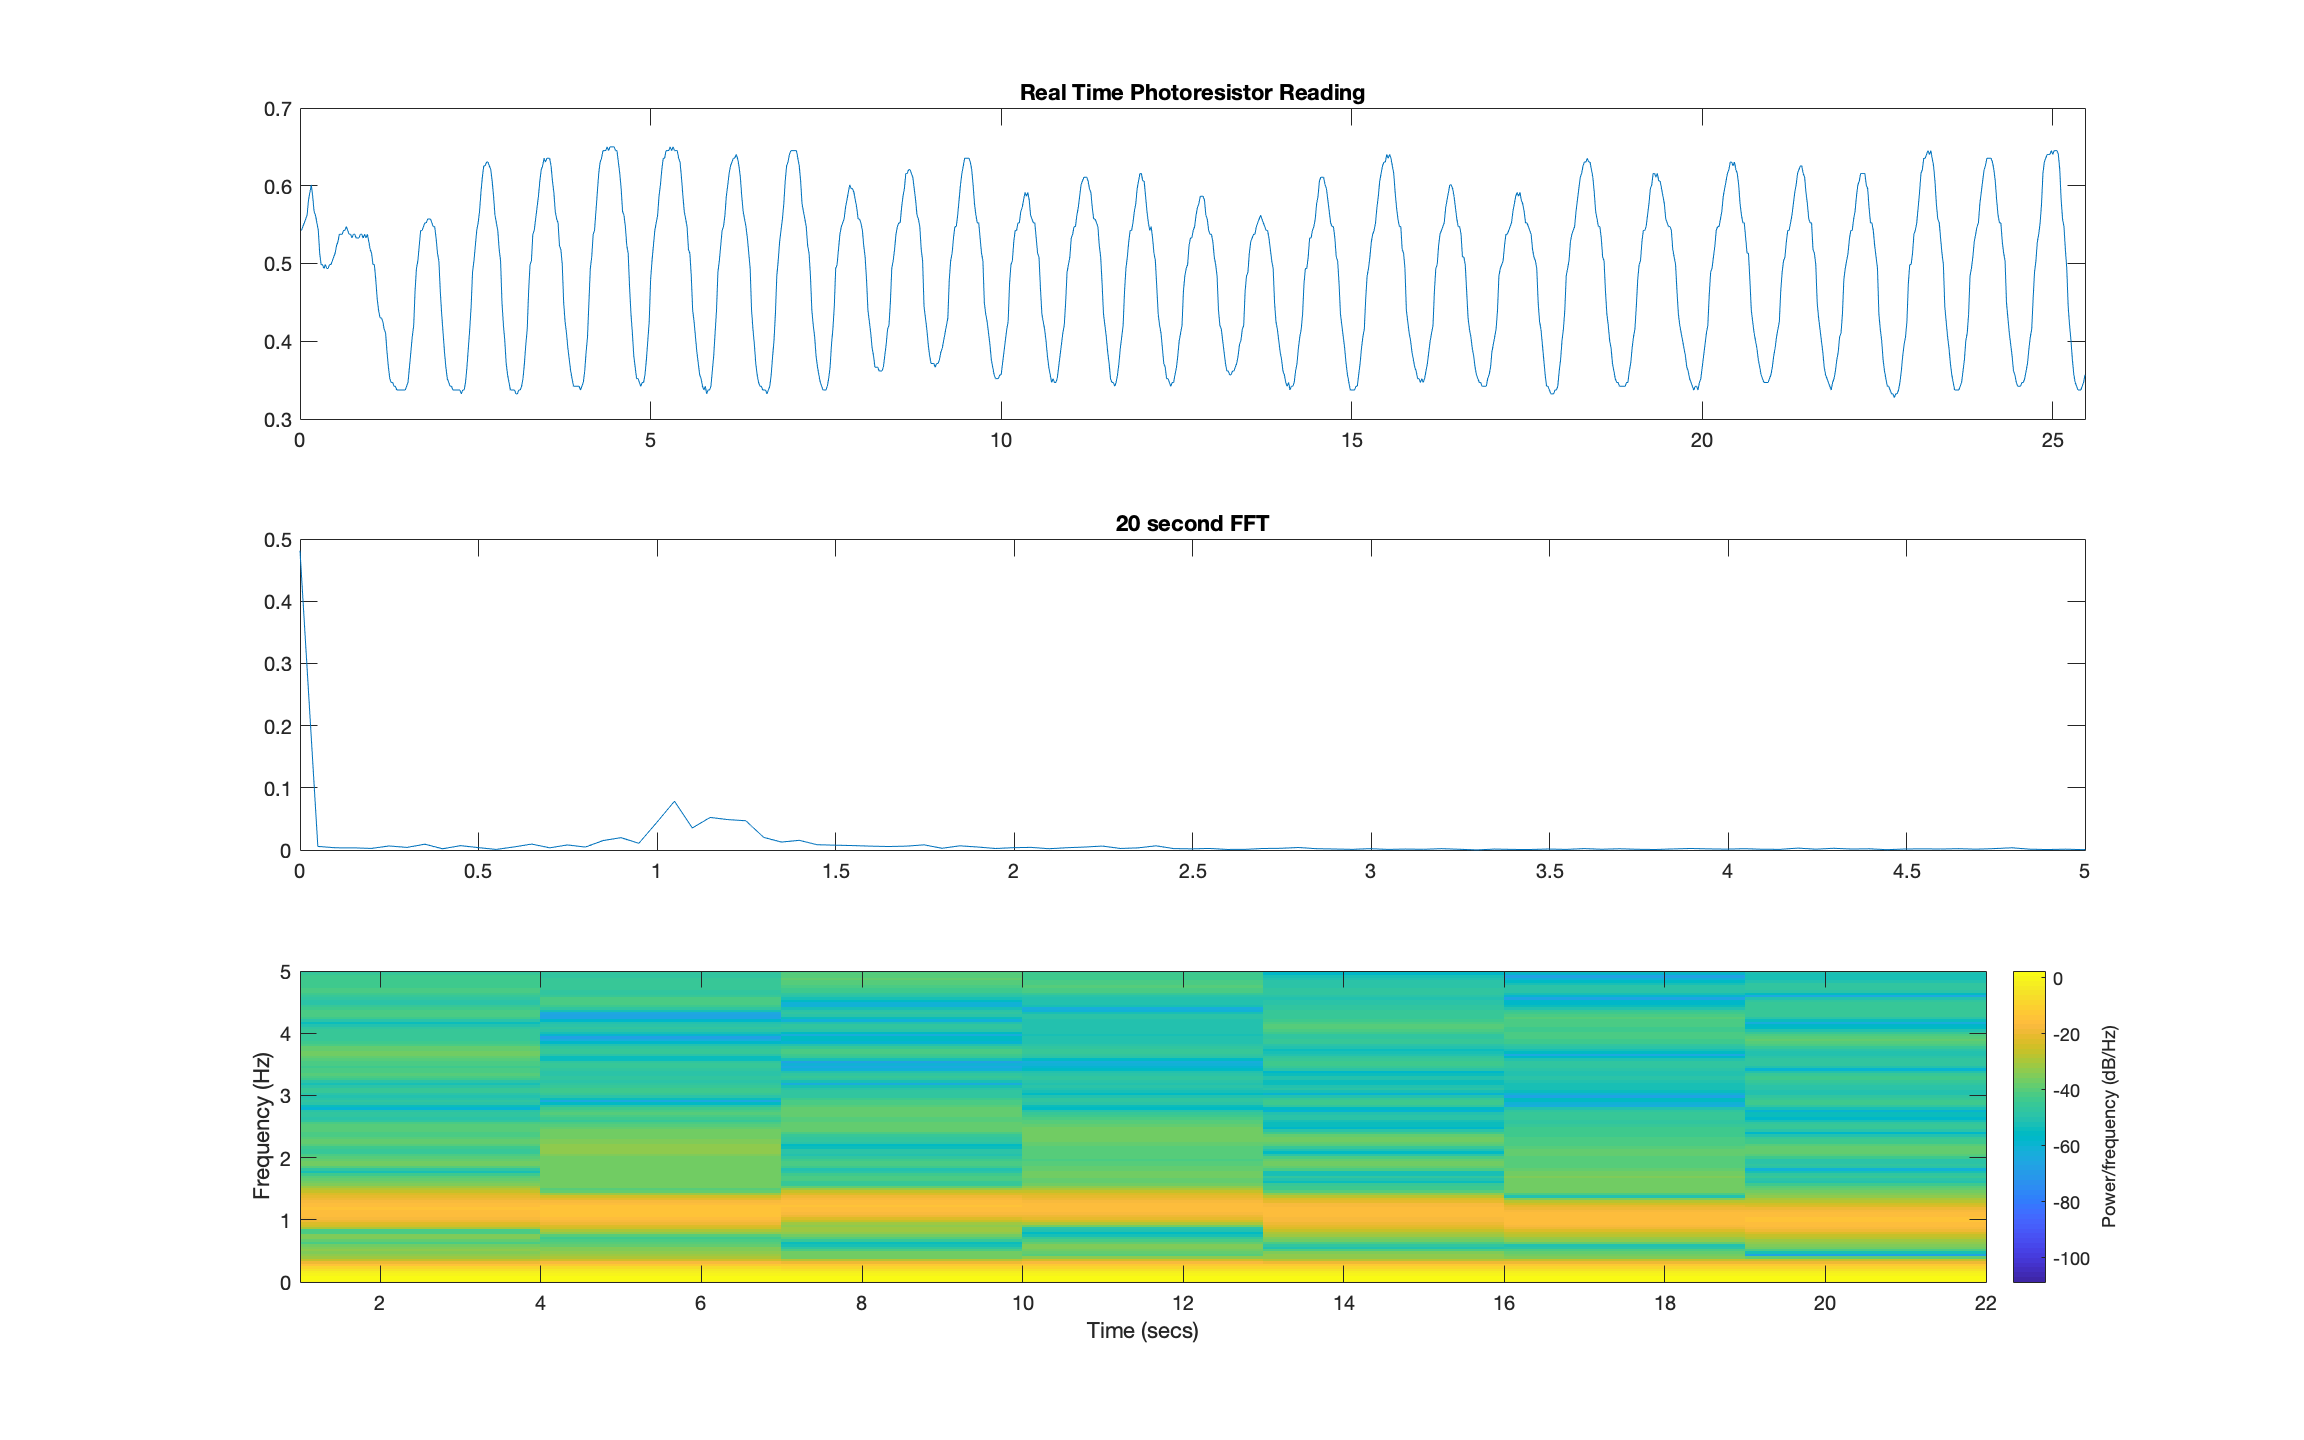 Real Time Photoresistor Reading
0.7
0.6
0.5
0.4
0.3
0 5 10 15 20 25
20 second FFT
0.5
0.4
0.3
0.2
0.1
0
0 0.5 1 1.5 2 2.5 3 3.5 4 4.5 5
Frequency (Hz)
5
4
3
2
1
0
2 4 6 8 10 12 14 16 18 20 22
Time (secs)
0
-20
-40
-60
-80
-100
Power/frequency (dB/Hz)